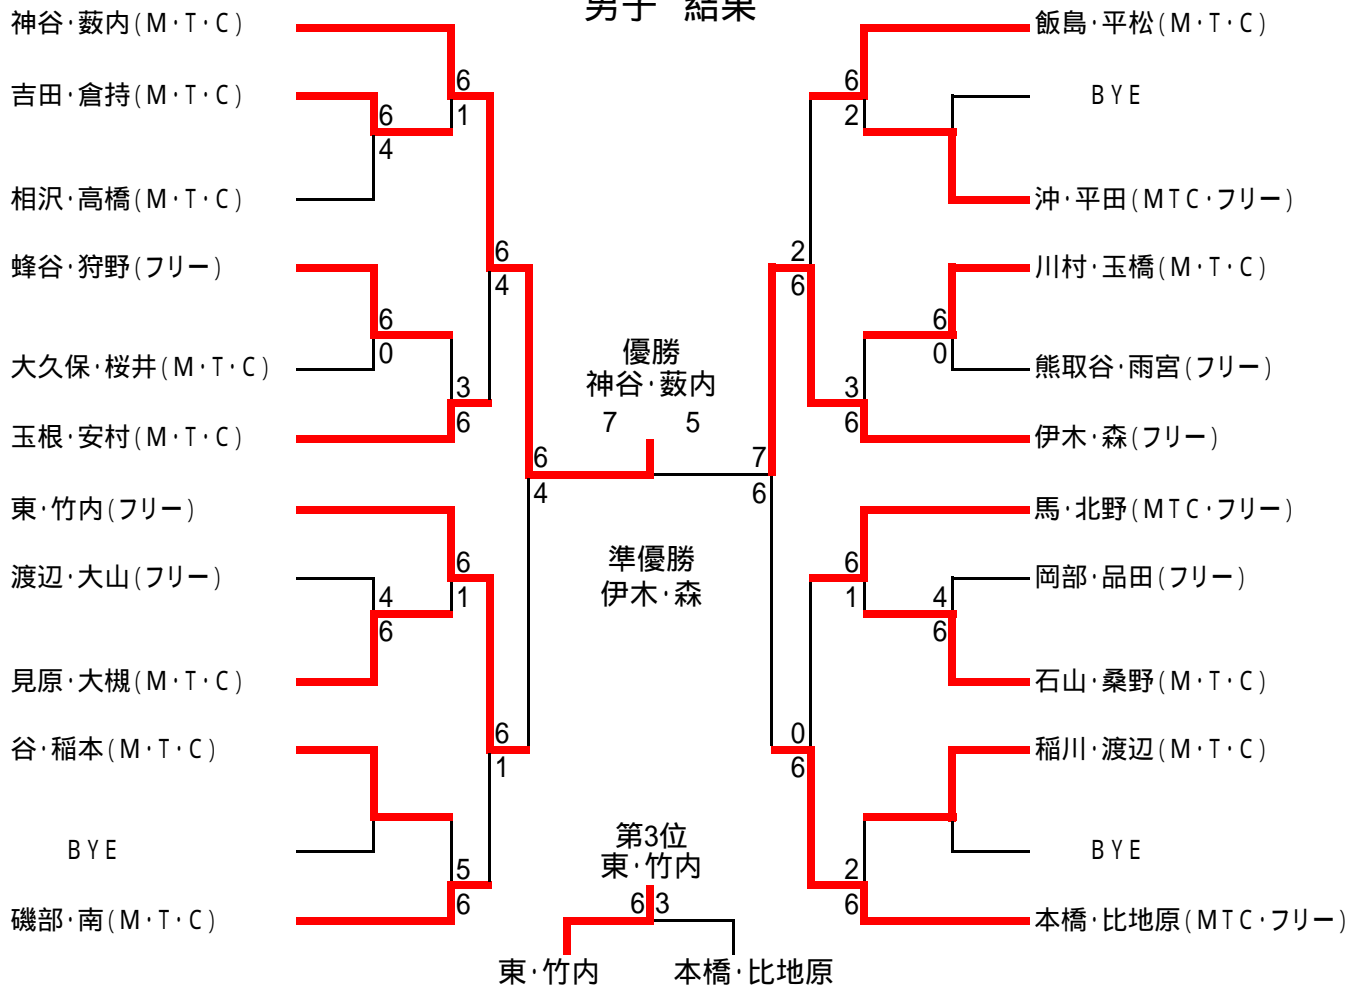 男子 結果
神谷・薮内(M・T・C)
6
1
吉田・倉持(M・T・C)
6
4
相沢・高橋(M・T・C)
6
4
蜂谷・狩野(フリー)
6
0
大久保・桜井(M・T・C)
3
6
玉根・安村(M・T・C)
6
4
東・竹内(フリー)
6
1
渡辺・大山(フリー)
4
6
見原・大槻(M・T・C)
6
1
谷・稲本(M・T・C)
BYE
5
6
磯部・南(M・T・C)
優勝
神谷・薮内
7 5
準優勝
伊木・森
第3位
東・竹内
6 3
東・竹内 本橋・比地原
飯島・平松(M・T・C)
6
2
BYE
沖・平田(MTC・フリー)
2
6
川村・玉橋(M・T・C)
6
0
熊取谷・雨宮(フリー)
3
6
伊木・森(フリー)
7
6
馬・北野(MTC・フリー)
6
1
岡部・品田(フリー)
4
6
石山・桑野(M・T・C)
0
6
稲川・渡辺(M・T・C)
BYE
2
6
本橋・比地原(MTC・フリー)